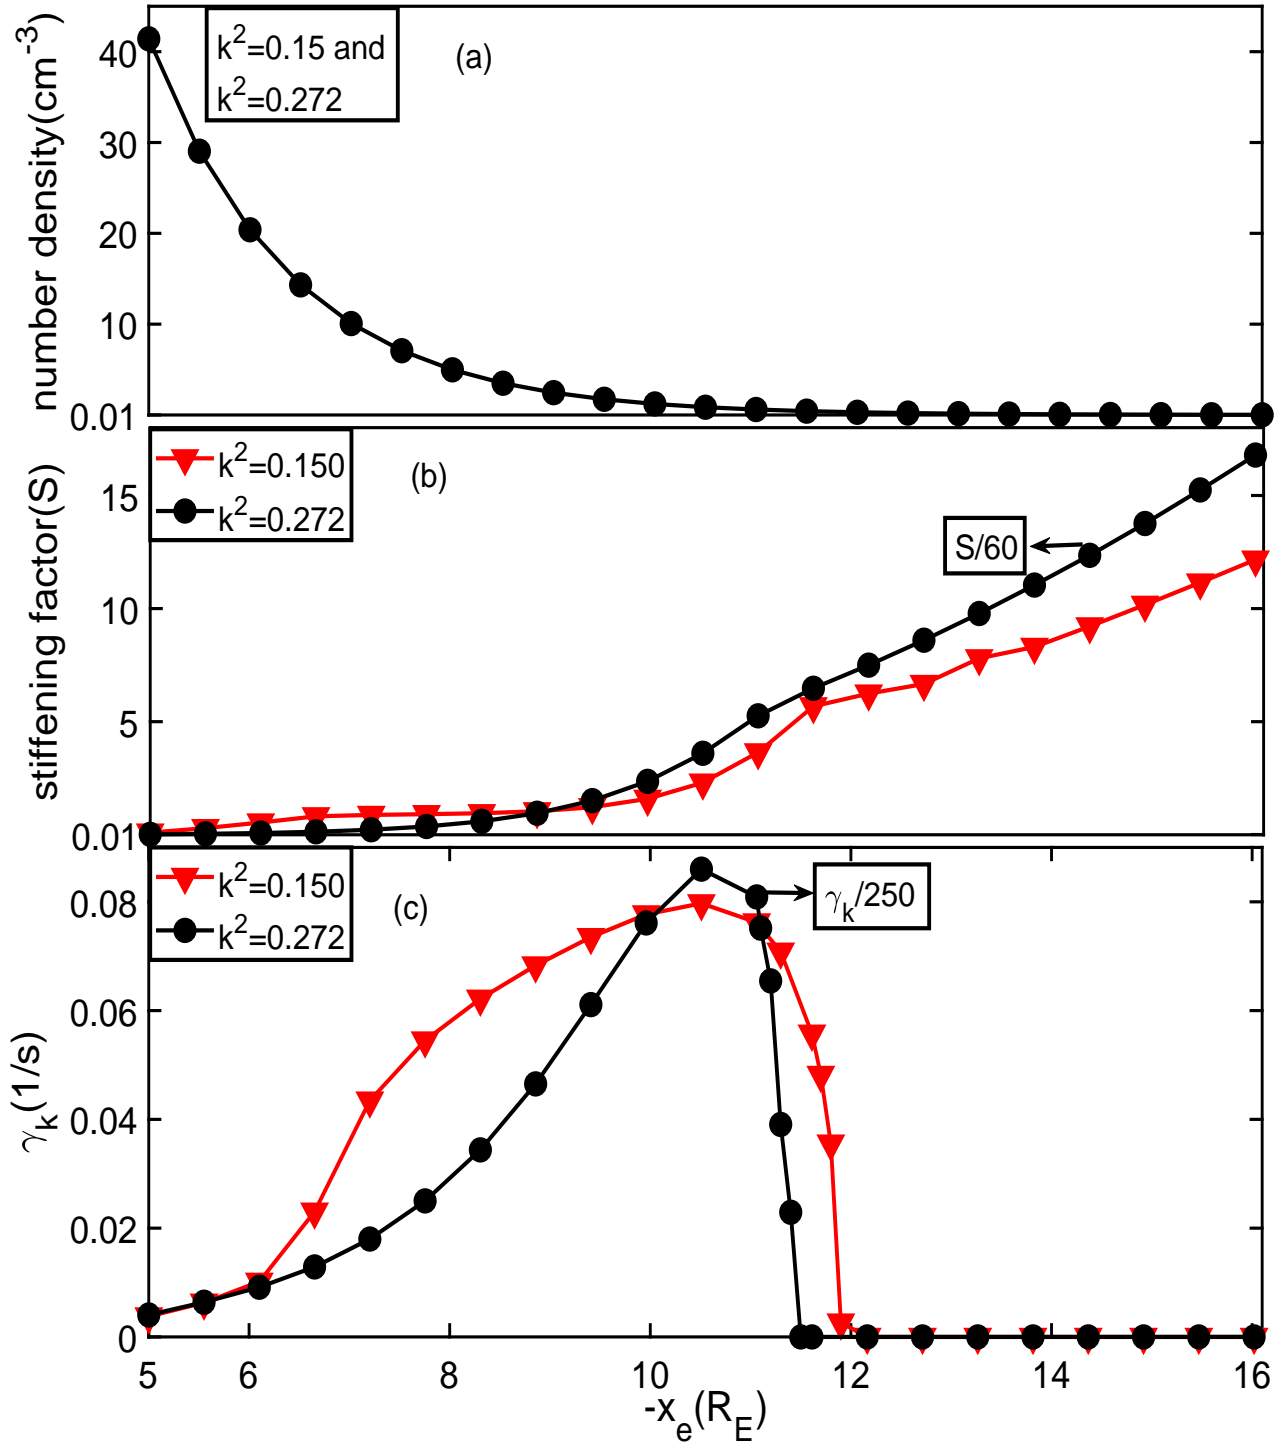 number density(cm⁻³)
40
30
20
10
0.01
k²=0.15 and
k²=0.272
(a)
stiffening factor(S)
15
10
5
0.01
k²=0.150
k²=0.272
(b)
S/60
γₖ(1/s)
0.08
0.06
0.04
0.02
0
k²=0.150
k²=0.272
(c)
γₖ/250
5 6 8 10 12 14 16
-xₑ(R_E)